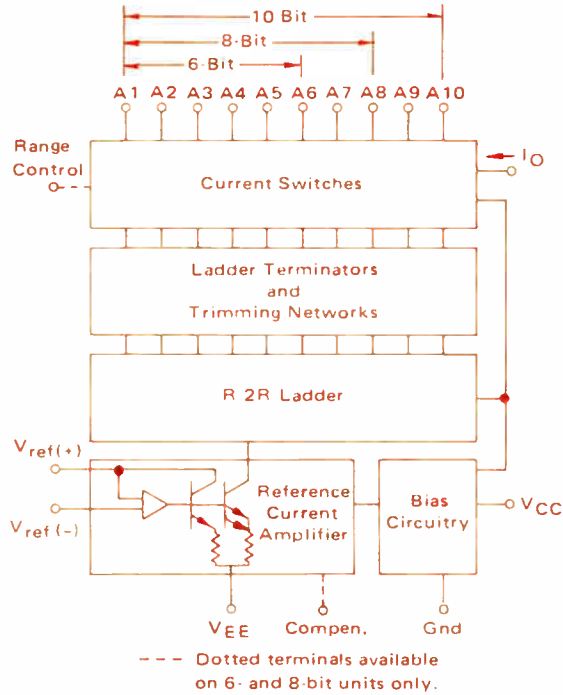 10 Bit
8-Bit
6-Bit
A1 A2 A3 A4 A5 A6 A7 A8 A9 A10
Range
Control
IO
Current Switches
Ladder Terminators
and
Trimming Networks
R 2R Ladder
Vref(+)
Vref(-)
Reference
Current
Amplifier
Bias
Circuitry
VCC
VEE
Compen.
Gnd
--- Dotted terminals available
on 6- and 8-bit units only.